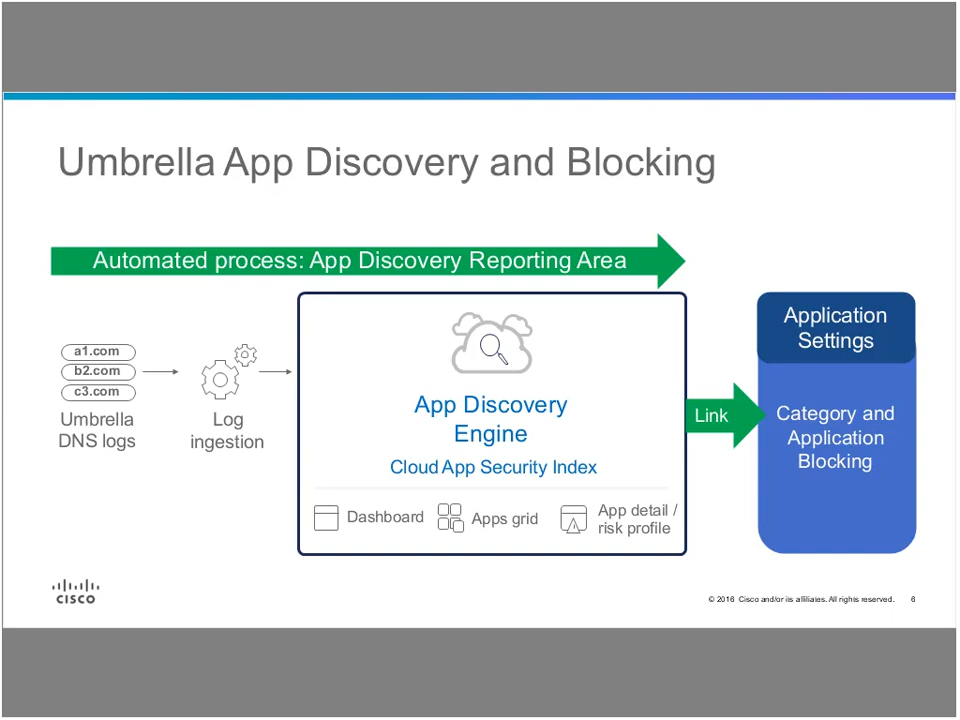 Umbrella App Discovery and Blocking
Automated process: App Discovery Reporting Area
a1.com
b2.com
c3.com
Umbrella
DNS logs
Log
ingestion
App Discovery
Engine
Cloud App Security Index
Dashboard
Apps grid
App detail /
risk profile
Link
Application
Settings
Category and
Application
Blocking
CISCO
© 2016 Cisco and/or its affiliates. All rights reserved. 6